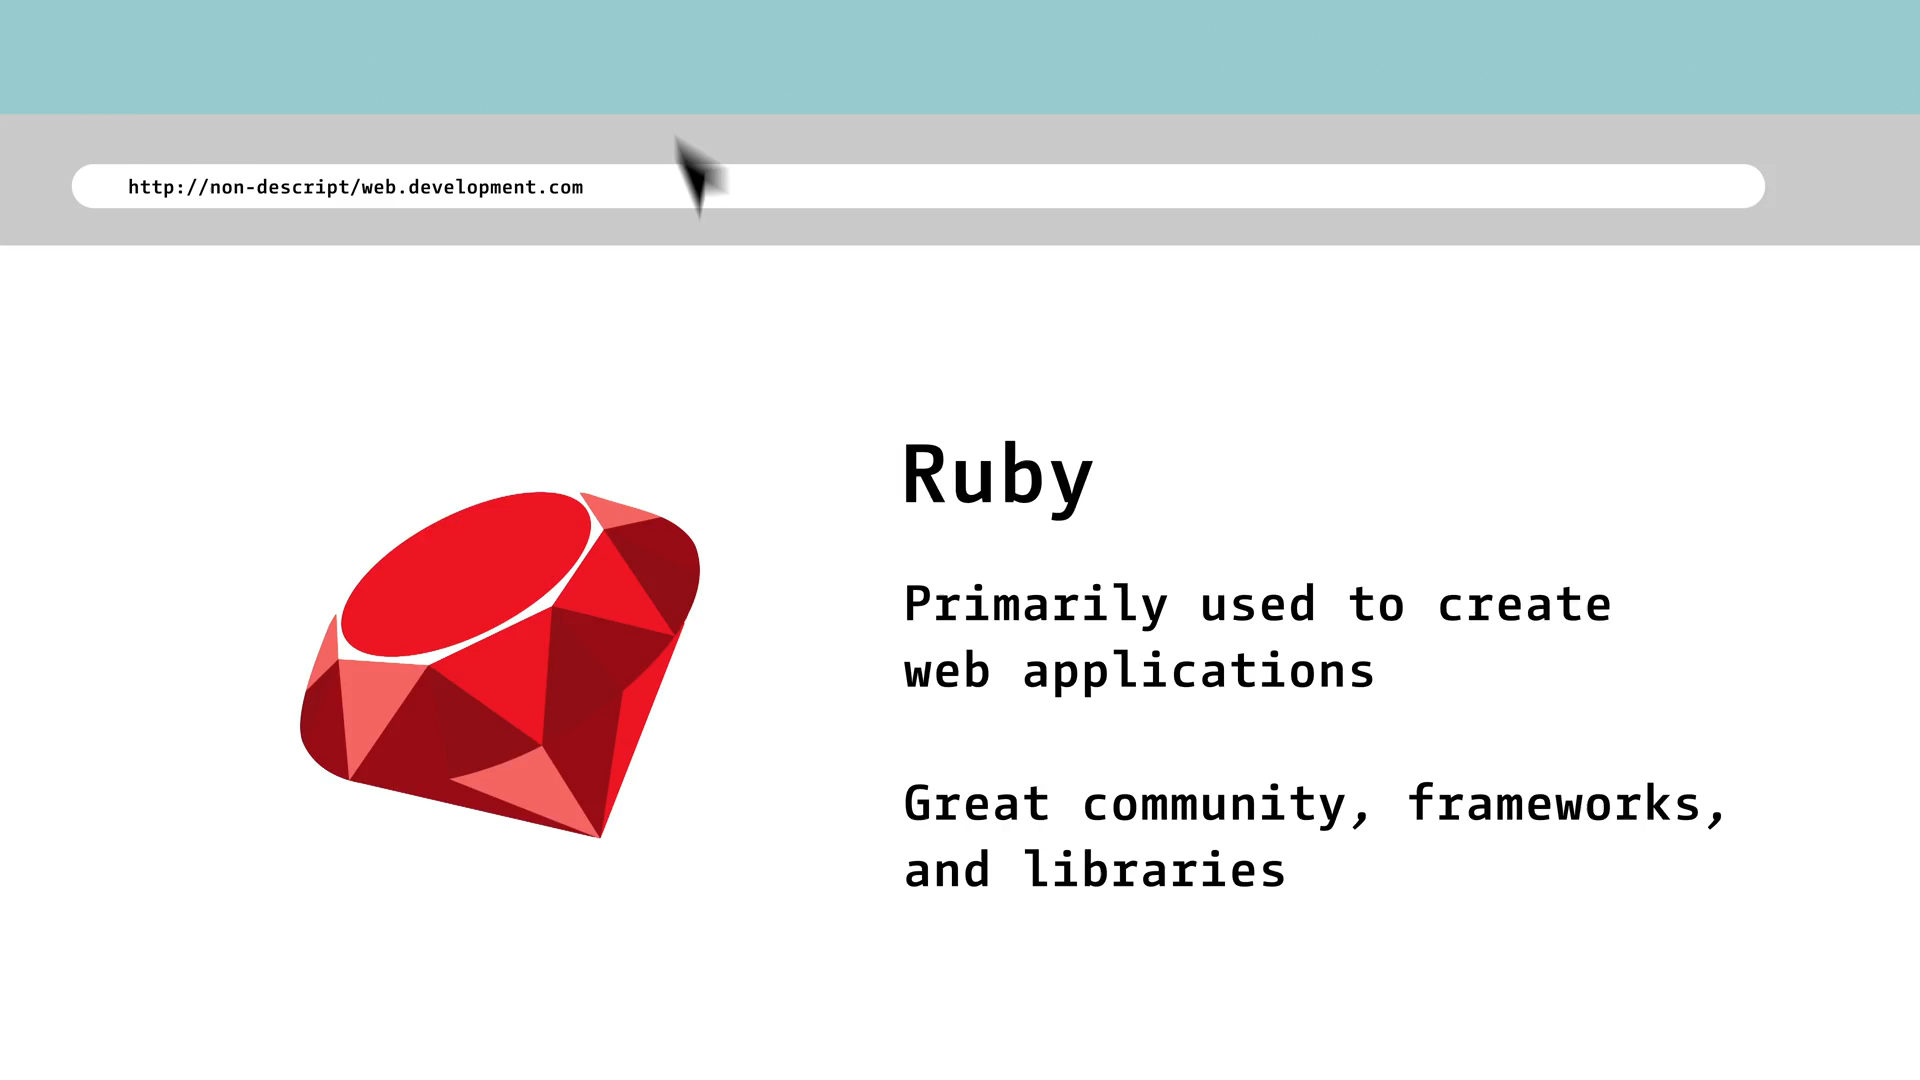 http://non-descript/web.development.com
Ruby
Primarily used to create
web applications
Great community, frameworks,
and libraries